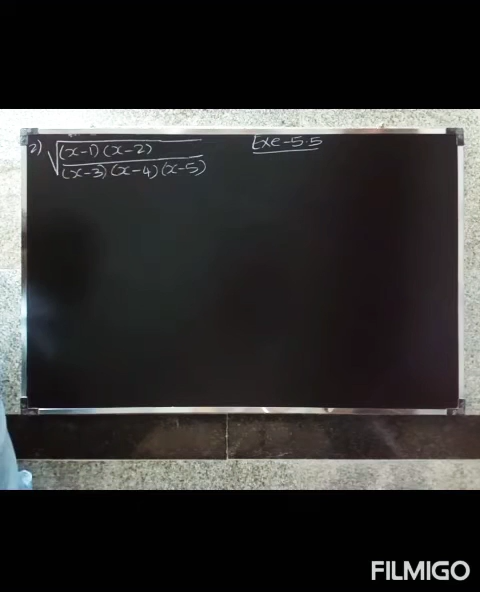 2) √(x-1)(x-2)
(x-3)(x-4)(x-5)
Exe-5.5
FILMIGO